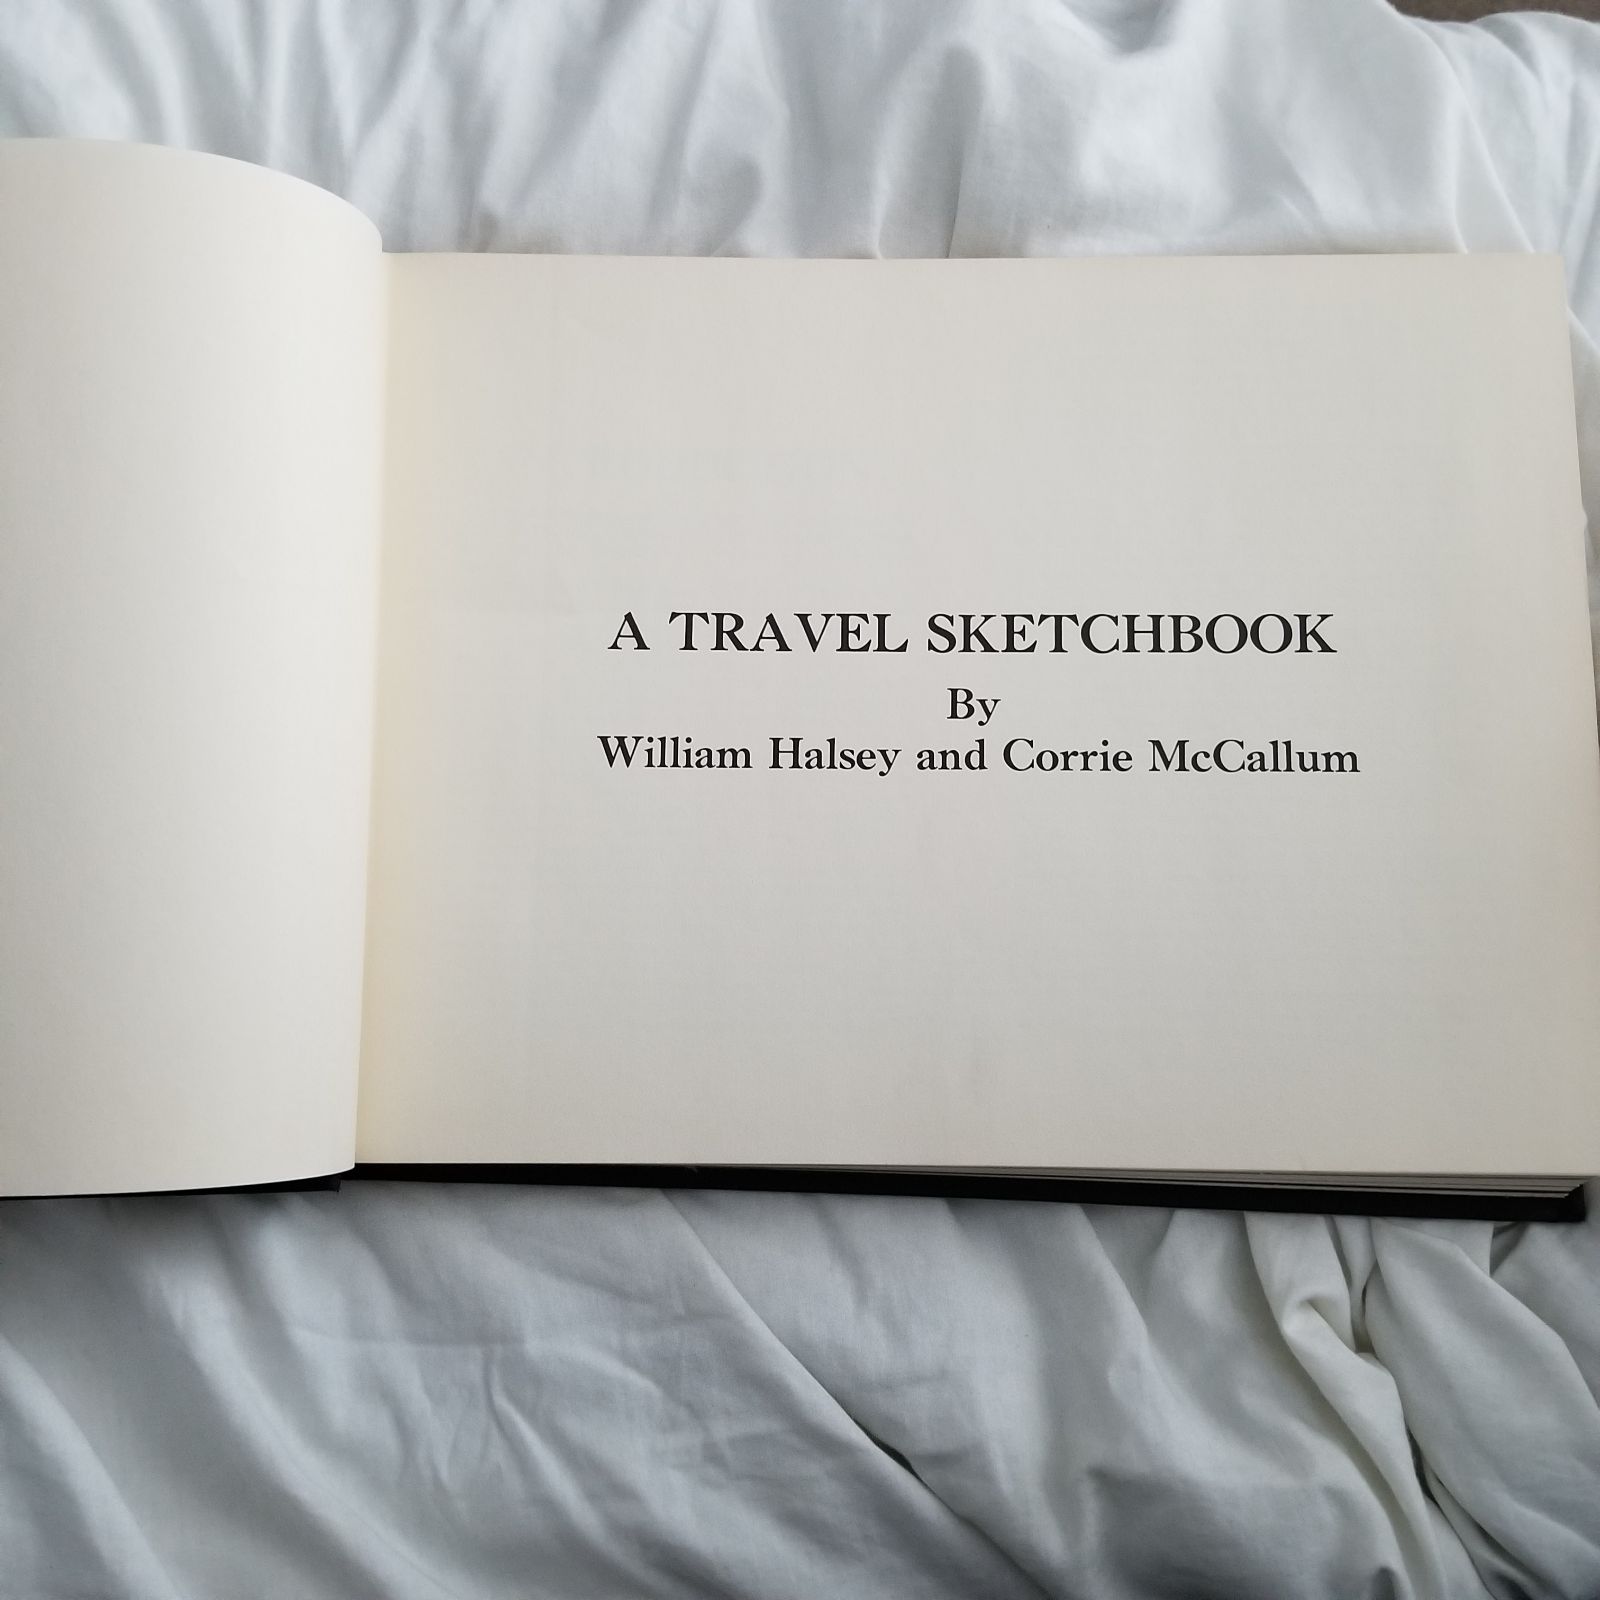 A TRAVEL SKETCHBOOK
By
William Halsey and Corrie McCallum